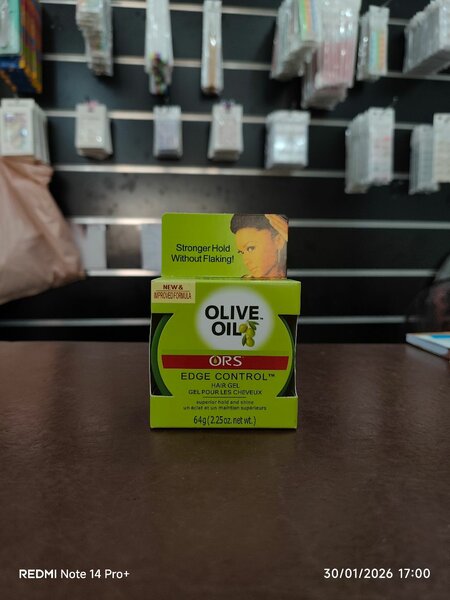 Stronger Hold
Without Flaking!
NEW &
IMPROVED FORMULA
OLIVE
OIL
ORS
EDGE CONTROL™
HAIR GEL
GEL POUR LES CHEVEUX
superior hold and shine
un éclat et un maintien supérieurs
64g (2.25oz. net wt.)
REDMI Note 14 Pro+
30/01/2026 17:00